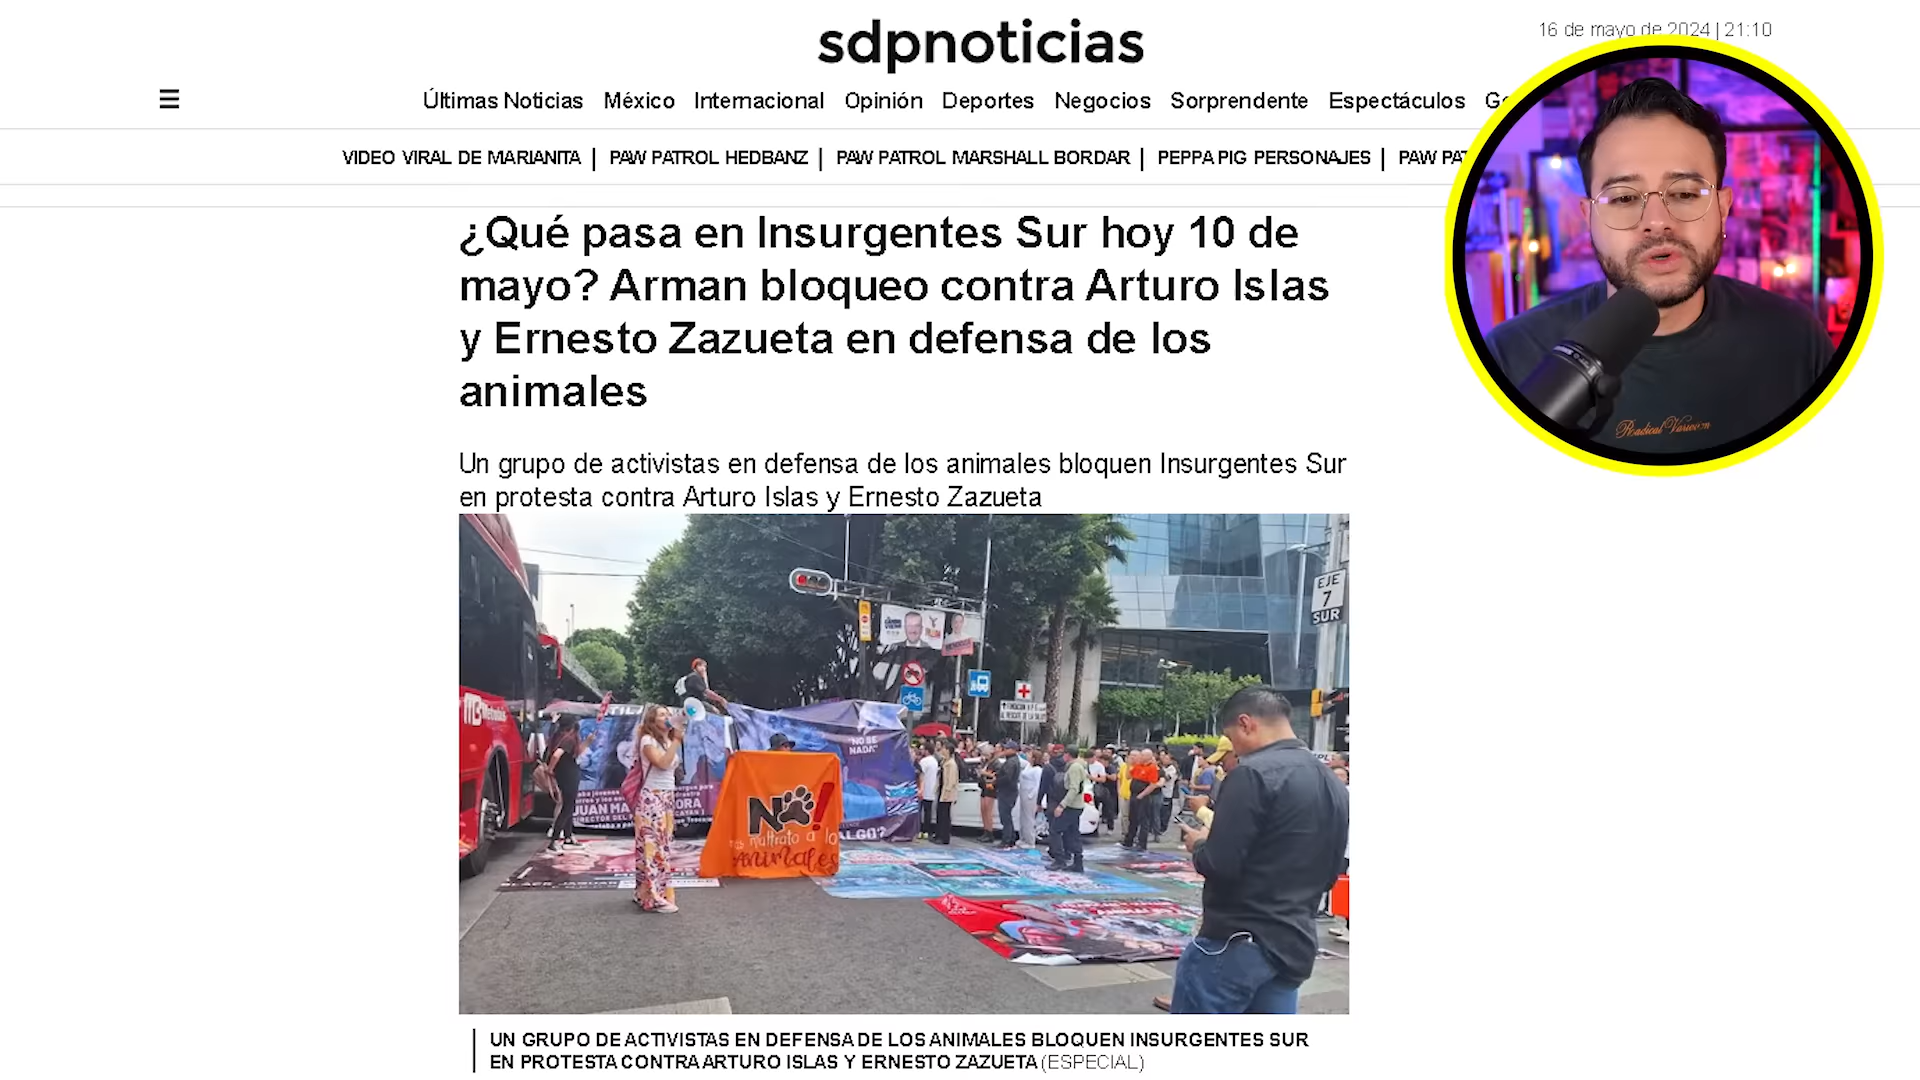 sdpnoticias
16 de mayo de 2024 | 21:10
Últimas Noticias México Internacional Opinión Deportes Negocios Sorprendente Espectáculos
VIDEO VIRAL DE MARIANITA | PAW PATROL HEDBANZ | PAW PATROL MARSHALL BORDAR | PEPPA PIG PERSONAJES | PAW
¿Qué pasa en Insurgentes Sur hoy 10 de
mayo? Arman bloqueo contra Arturo Islas
y Ernesto Zazueta en defensa de los
animales
Un grupo de activistas en defensa de los animales bloquen Insurgentes Sur
en protesta contra Arturo Islas y Ernesto Zazueta
EJE
7
SUR
"NO SE
NADA"
JUAN
ALGO?
NO!
más maltrato a los
ANIMALES
UN GRUPO DE ACTIVISTAS EN DEFENSA DE LOS ANIMALES BLOQUEN INSURGENTES SUR
EN PROTESTA CONTRA ARTURO ISLAS Y ERNESTO ZAZUETA (ESPECIAL)
Radical